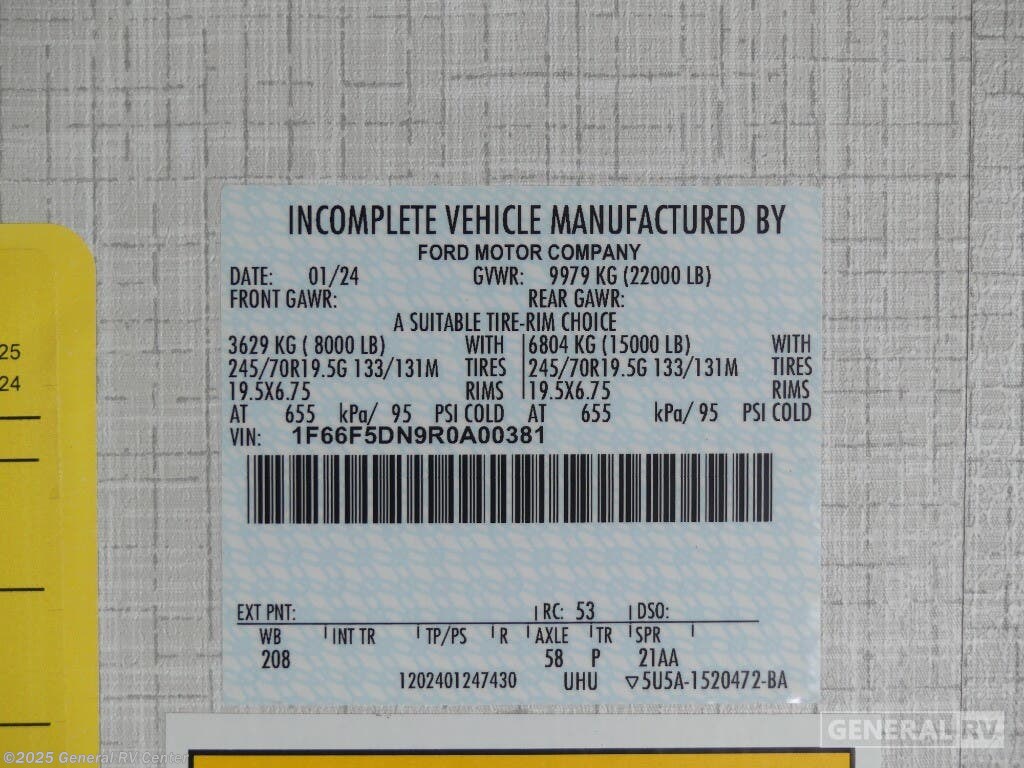 INCOMPLETE VEHICLE MANUFACTURED BY
FORD MOTOR COMPANY
DATE: 01/24 GVWR: 9979 KG (22000 LB)
FRONT GAWR: REAR GAWR:
A SUITABLE TIRE-RIM CHOICE
3629 KG ( 8000 LB) WITH 6804 KG (15000 LB) WITH
245/70R19.5G 133/131M TIRES 245/70R19.5G 133/131M TIRES
19.5X6.75 RIMS 19.5X6.75 RIMS
AT 655 kPa/ 95 PSI COLD AT 655 kPa/ 95 PSI COLD
VIN: 1F66F5DN9R0A00381
EXT PNT: RC: 53 DSO:
WB INT TR TP/PS R AXLE TR SPR
208 58 P 21AA
1202401247430 UHU ▽5U5A-1520472-BA
25
24
GENERAL RV
©2025 General RV Center